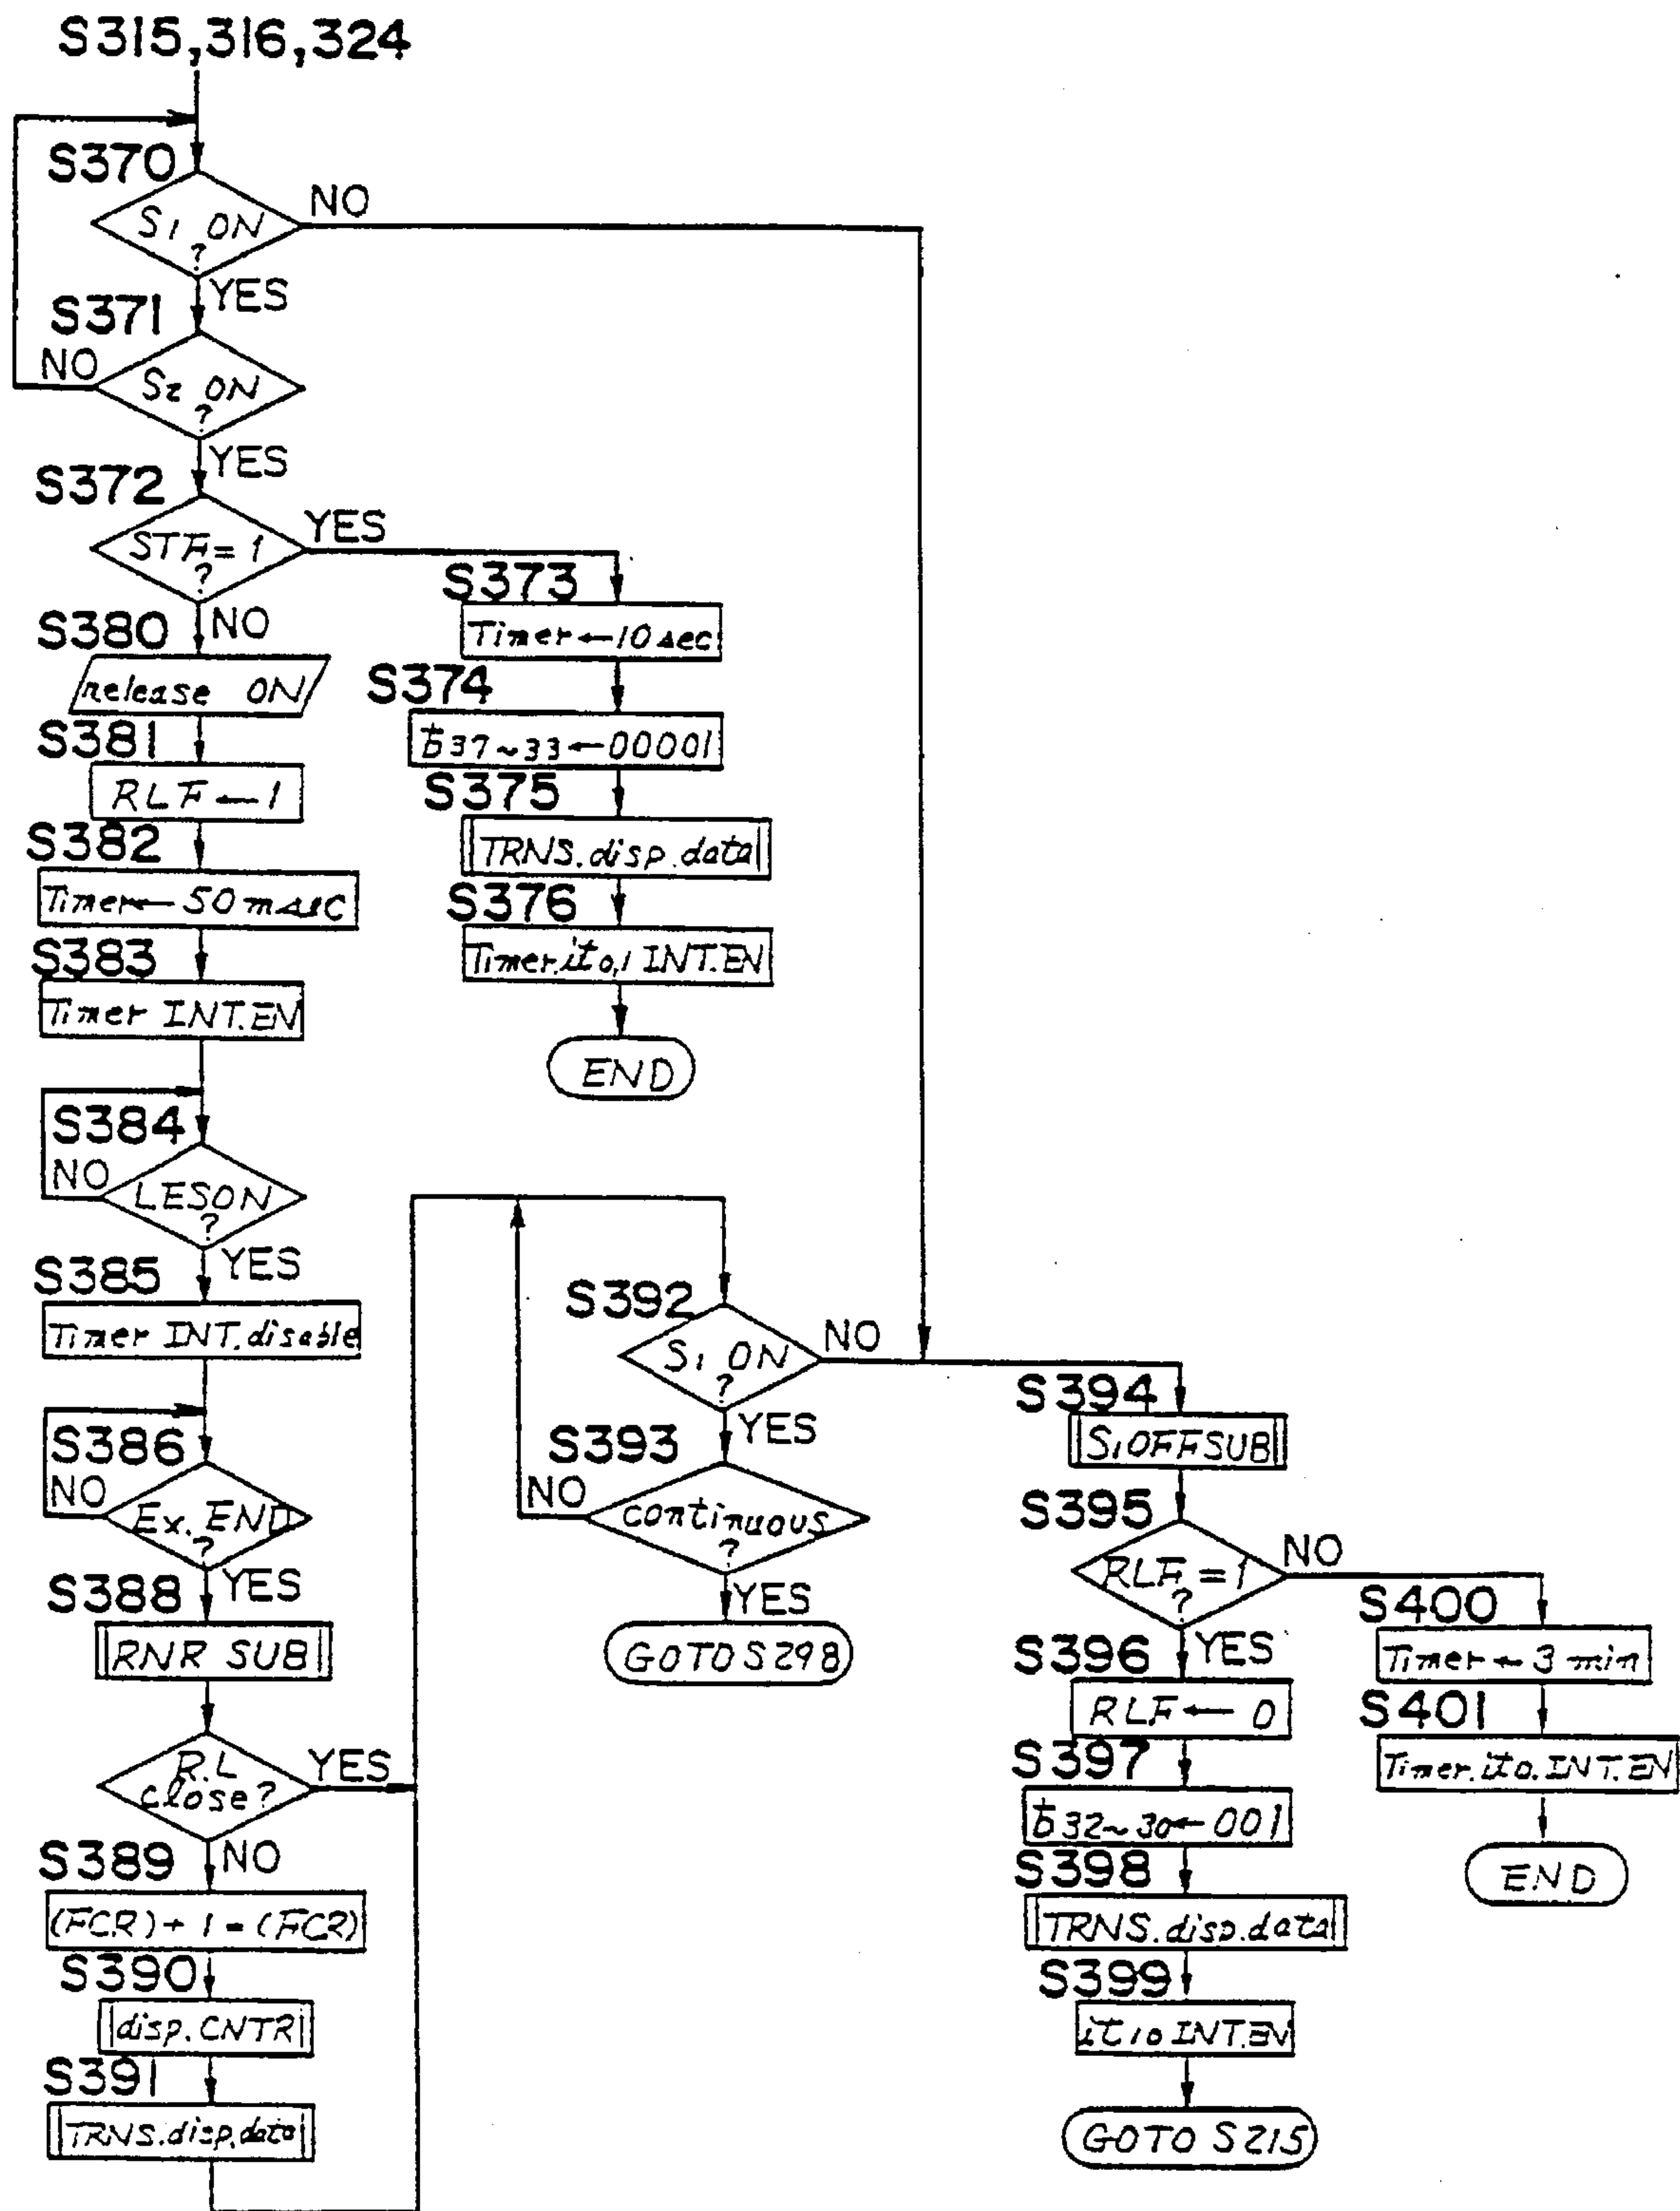 S315,316,324
S370
S1 ON
?
NO
YES
S371
NO
S2 ON
?
YES
S372
STF=1
?
YES
NO
S373
Timer←10sec
S374
b37~33←00001
S375
TRNS.disp.data
S376
Timer.it0,1 INT.EN
END
S380
release ON
S381
RLF←1
S382
Timer←50msec
S383
Timer INT.EN
S384
NO
LESON
?
YES
S385
Timer INT.disable
S386
NO
Ex.END
?
YES
S388
RNR SUB
R.L
close?
YES
NO
S389
(FCR)+1=(FCR)
S390
disp.CNTR
S391
TRNS.disp.data
S392
S1 ON
?
NO
YES
S393
NO
continuous
?
YES
GOTO S298
S394
S1OFFSUB
S395
RLF=1
?
NO
YES
S396
RLF←0
S397
b32~30←001
S398
TRNS.disp.data
S399
it10 INT.EN
GOTO S215
S400
Timer←3min
S401
Timer.it0.INT.EN
END